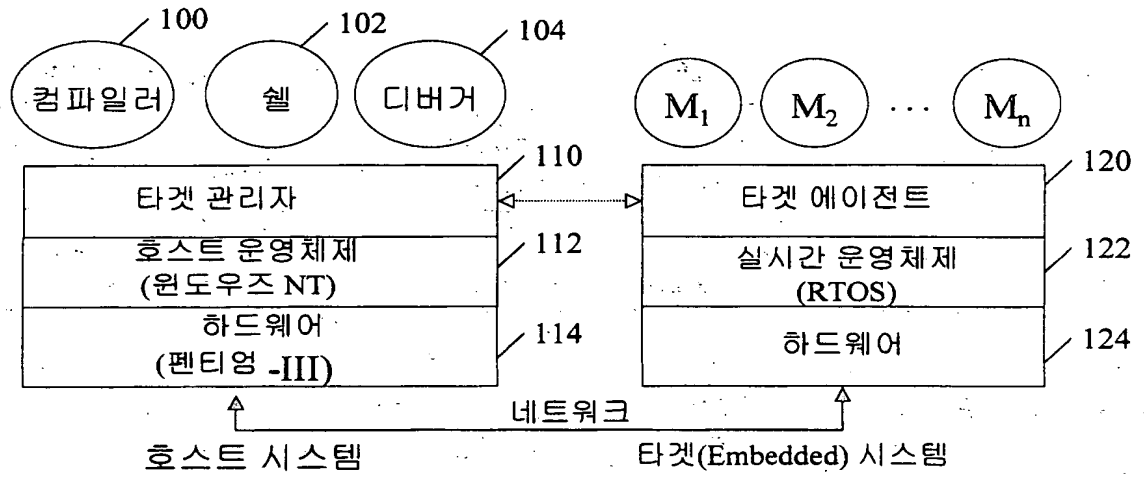 100 102 104
컴파일러 쉘 디버거 M1 M2 ... Mn
110 120
타겟 관리자 타겟 에이전트
호스트 운영체제
(윈도우즈 NT)
112
실시간 운영체제
(RTOS)
122
하드웨어
(펜티엄 -III)
114
하드웨어
124
네트워크
호스트 시스템 타겟(Embedded) 시스템